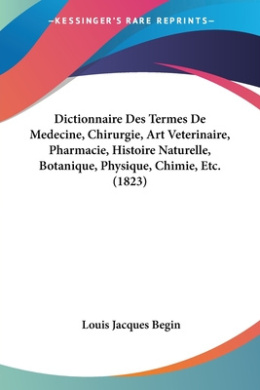 KESSINGER'S RARE REPRINTS
Dictionnaire Des Termes De
Medecine, Chirurgie, Art Veterinaire,
Pharmacie, Histoire Naturelle,
Botanique, Physique, Chimie, Etc.
(1823)
Louis Jacques Begin